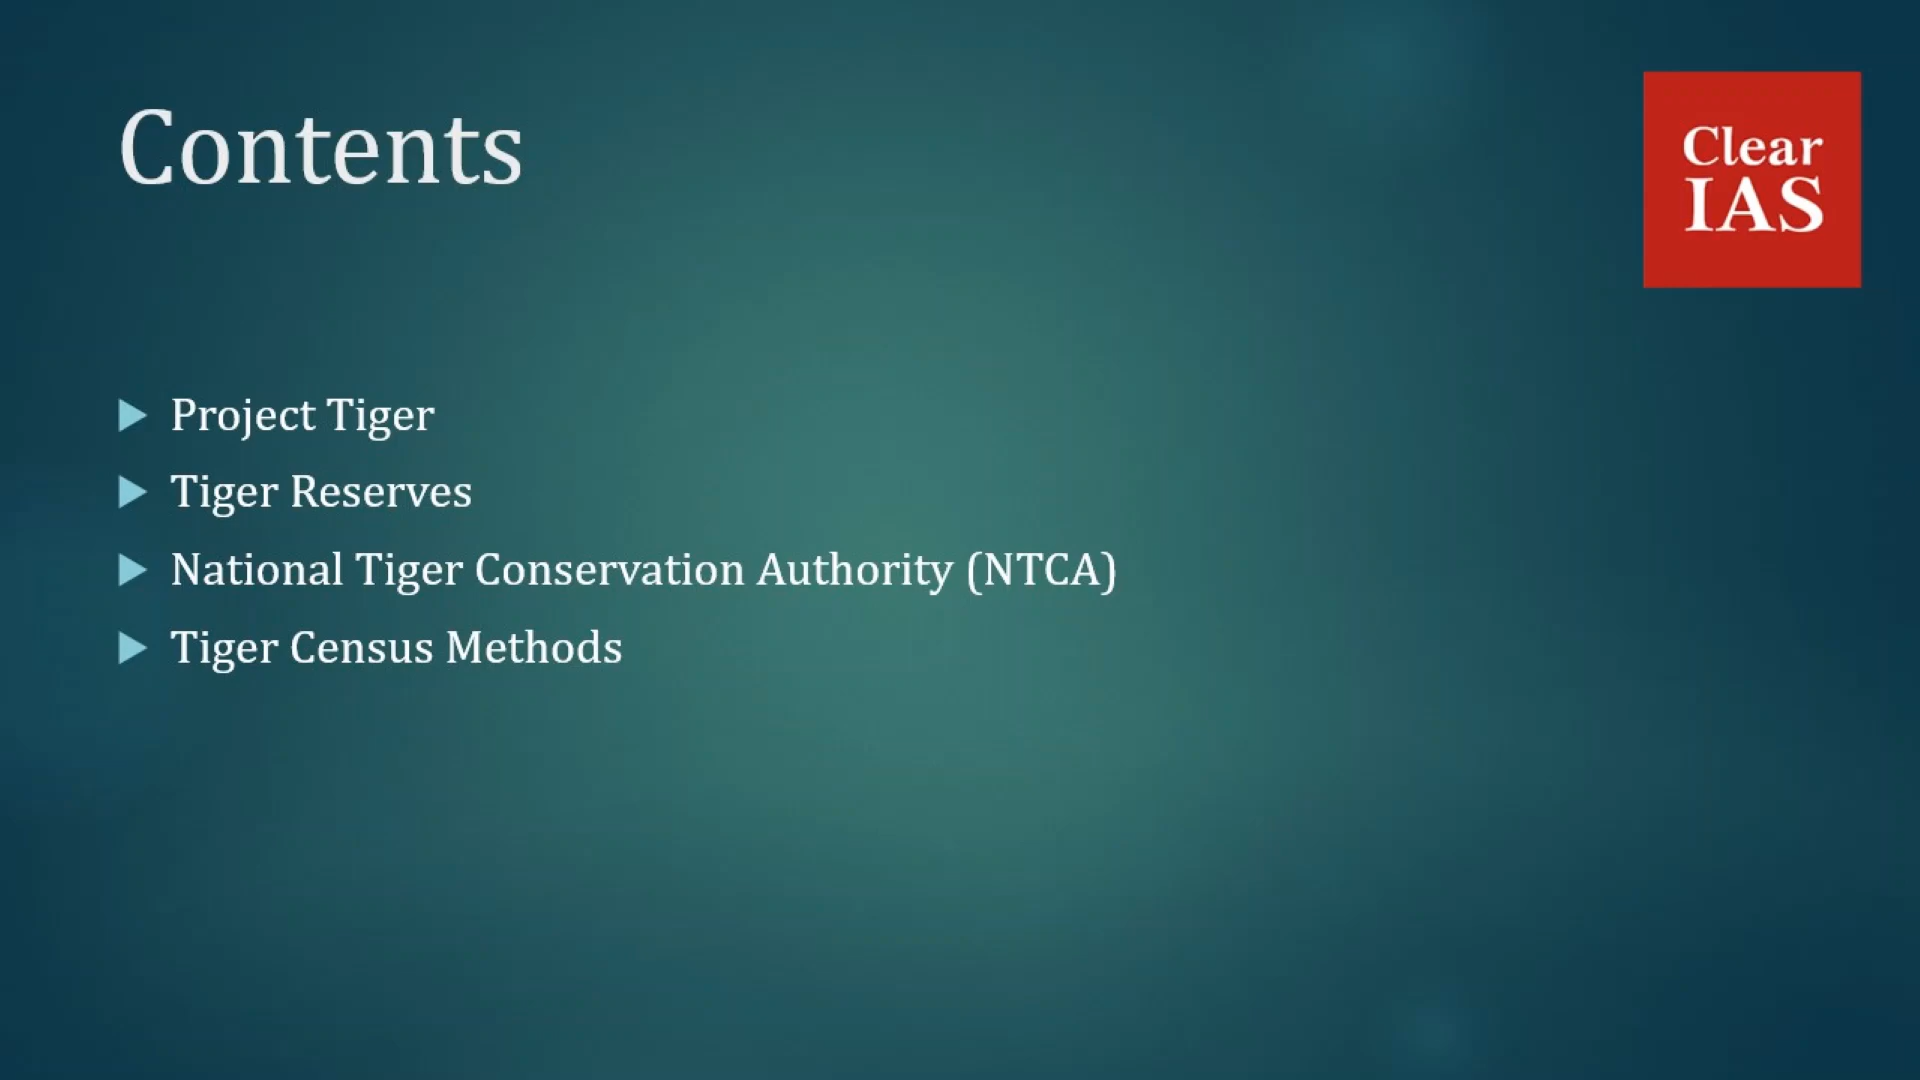 Contents
Clear
IAS
Project Tiger
Tiger Reserves
National Tiger Conservation Authority (NTCA)
Tiger Census Methods